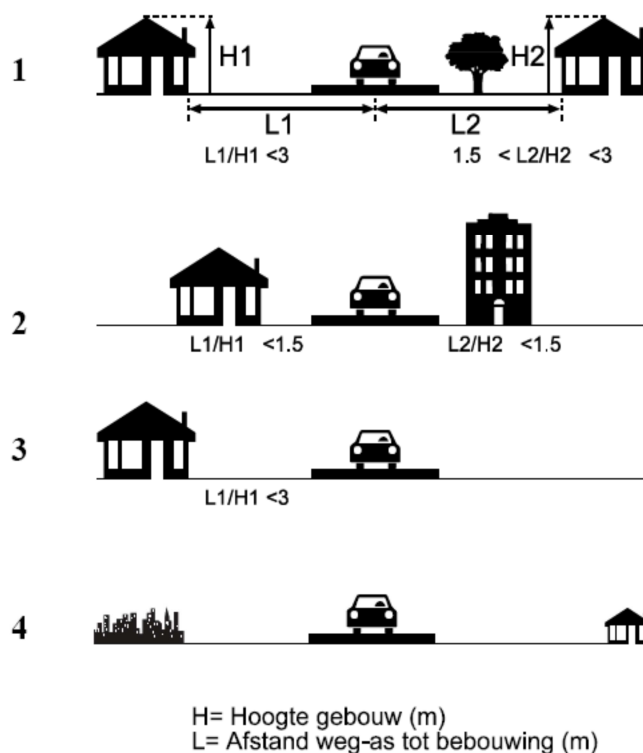 1
H1
H2
L1
L2
L1/H1 <3
1.5 < L2/H2 <3
2
L1/H1 <1.5
L2/H2 <1.5
3
L1/H1 <3
4
H= Hoogte gebouw (m)
L= Afstand weg-as tot bebouwing (m)